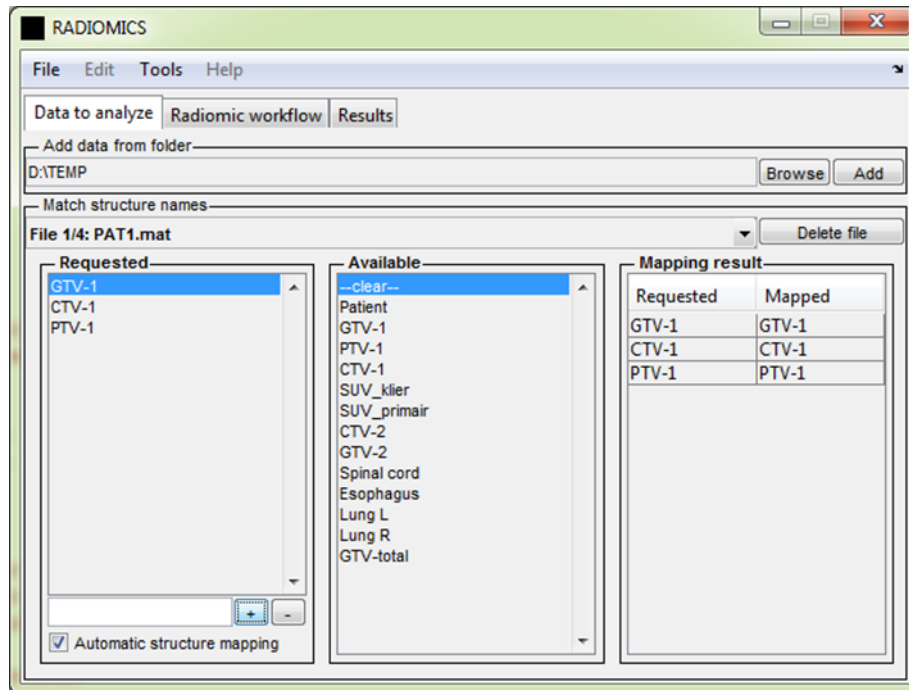 RADIOMICS
File Edit Tools Help
Data to analyze Radiomic workflow Results
Add data from folder
D:\TEMP Browse Add
Match structure names
File 1/4: PAT1.mat Delete file
Requested
GTV-1
CTV-1
PTV-1
+ -
Automatic structure mapping
Available
--clear--
Patient
GTV-1
PTV-1
CTV-1
SUV_klier
SUV_primair
CTV-2
GTV-2
Spinal cord
Esophagus
Lung L
Lung R
GTV-total
Mapping result
Requested Mapped
GTV-1 GTV-1
CTV-1 CTV-1
PTV-1 PTV-1